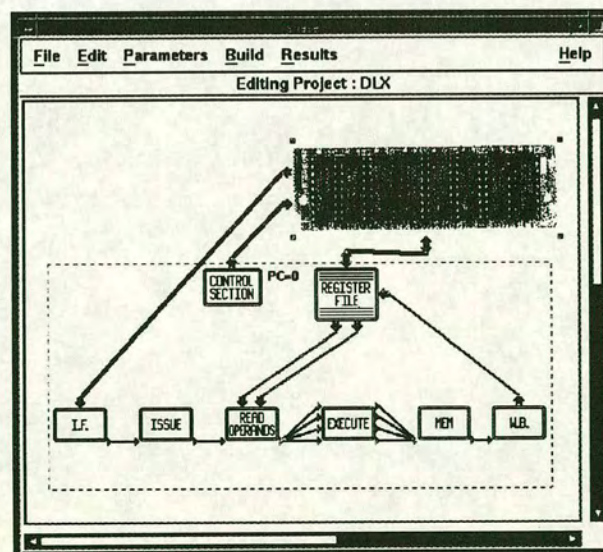 File Edit Parameters Build Results Help
Editing Project : DLX
CONTROL
SECTION
PC=0
REGISTER
FILE
I.F.
ISSUE
READ
OPERANDS
EXECUTE
MEM
W.B.